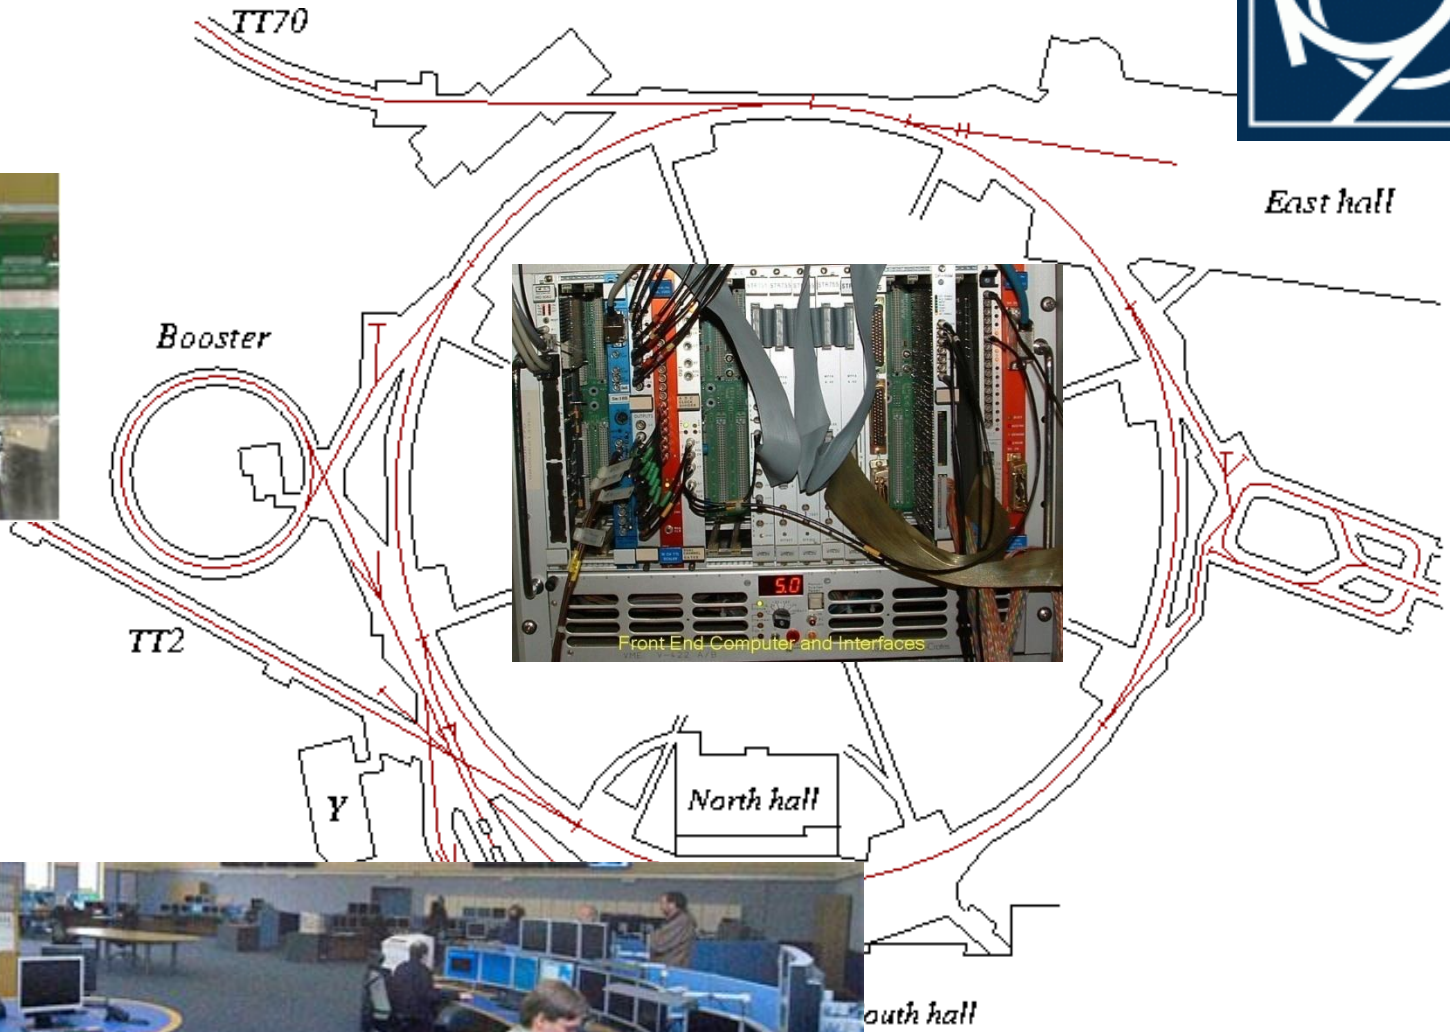 TT70
East hall
Booster
5.0
Front End Computer and Interfaces
TT2
Y
North hall
outh hall